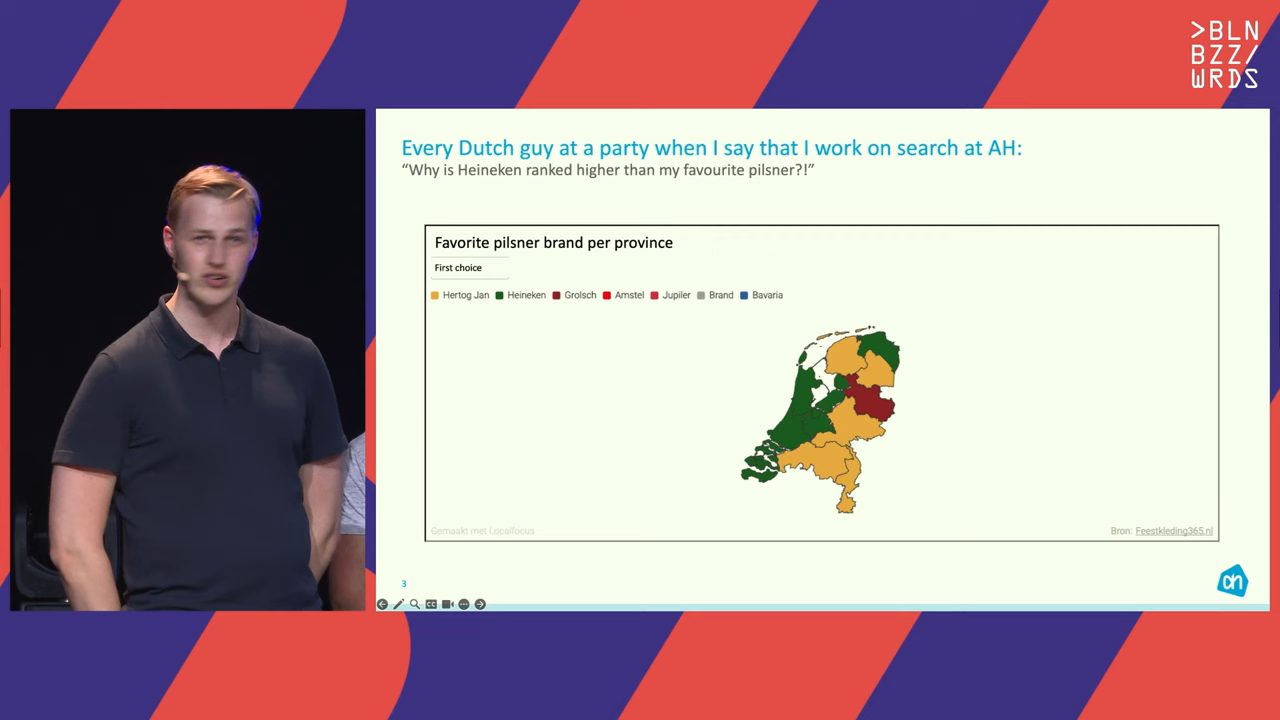 >BLN
BZZ/
WRDS
Every Dutch guy at a party when I say that I work on search at AH:
“Why is Heineken ranked higher than my favourite pilsner?!”
Favorite pilsner brand per province
First choice
Hertog Jan Heineken Grolsch Amstel Jupiler Brand Bavaria
Gemaakt met Localfocus
Bron: Feestkleding365.nl
3
CC
ah